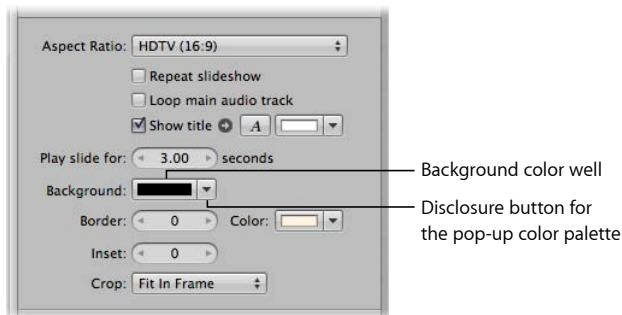 Aspect Ratio: HDTV (16:9)
Repeat slideshow
Loop main audio track
Show title A
Play slide for: 3.00 seconds
Background:
Border: 0 Color:
Inset: 0
Crop: Fit In Frame
Background color well
Disclosure button for
the pop-up color palette